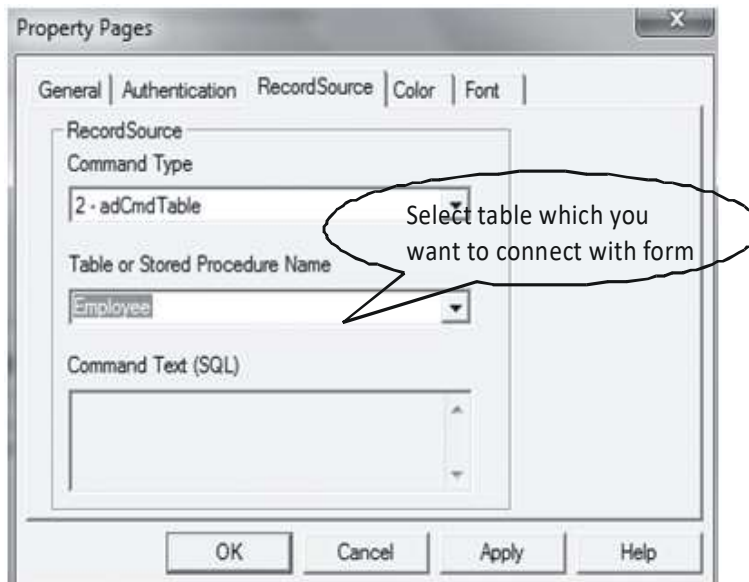 Property Pages
General Authentication RecordSource Color Font
RecordSource
Command Type
2 - adCmdTable
Select table which you
want to connect with form
Table or Stored Procedure Name
Employee
Command Text (SQL)
OK Cancel Apply Help